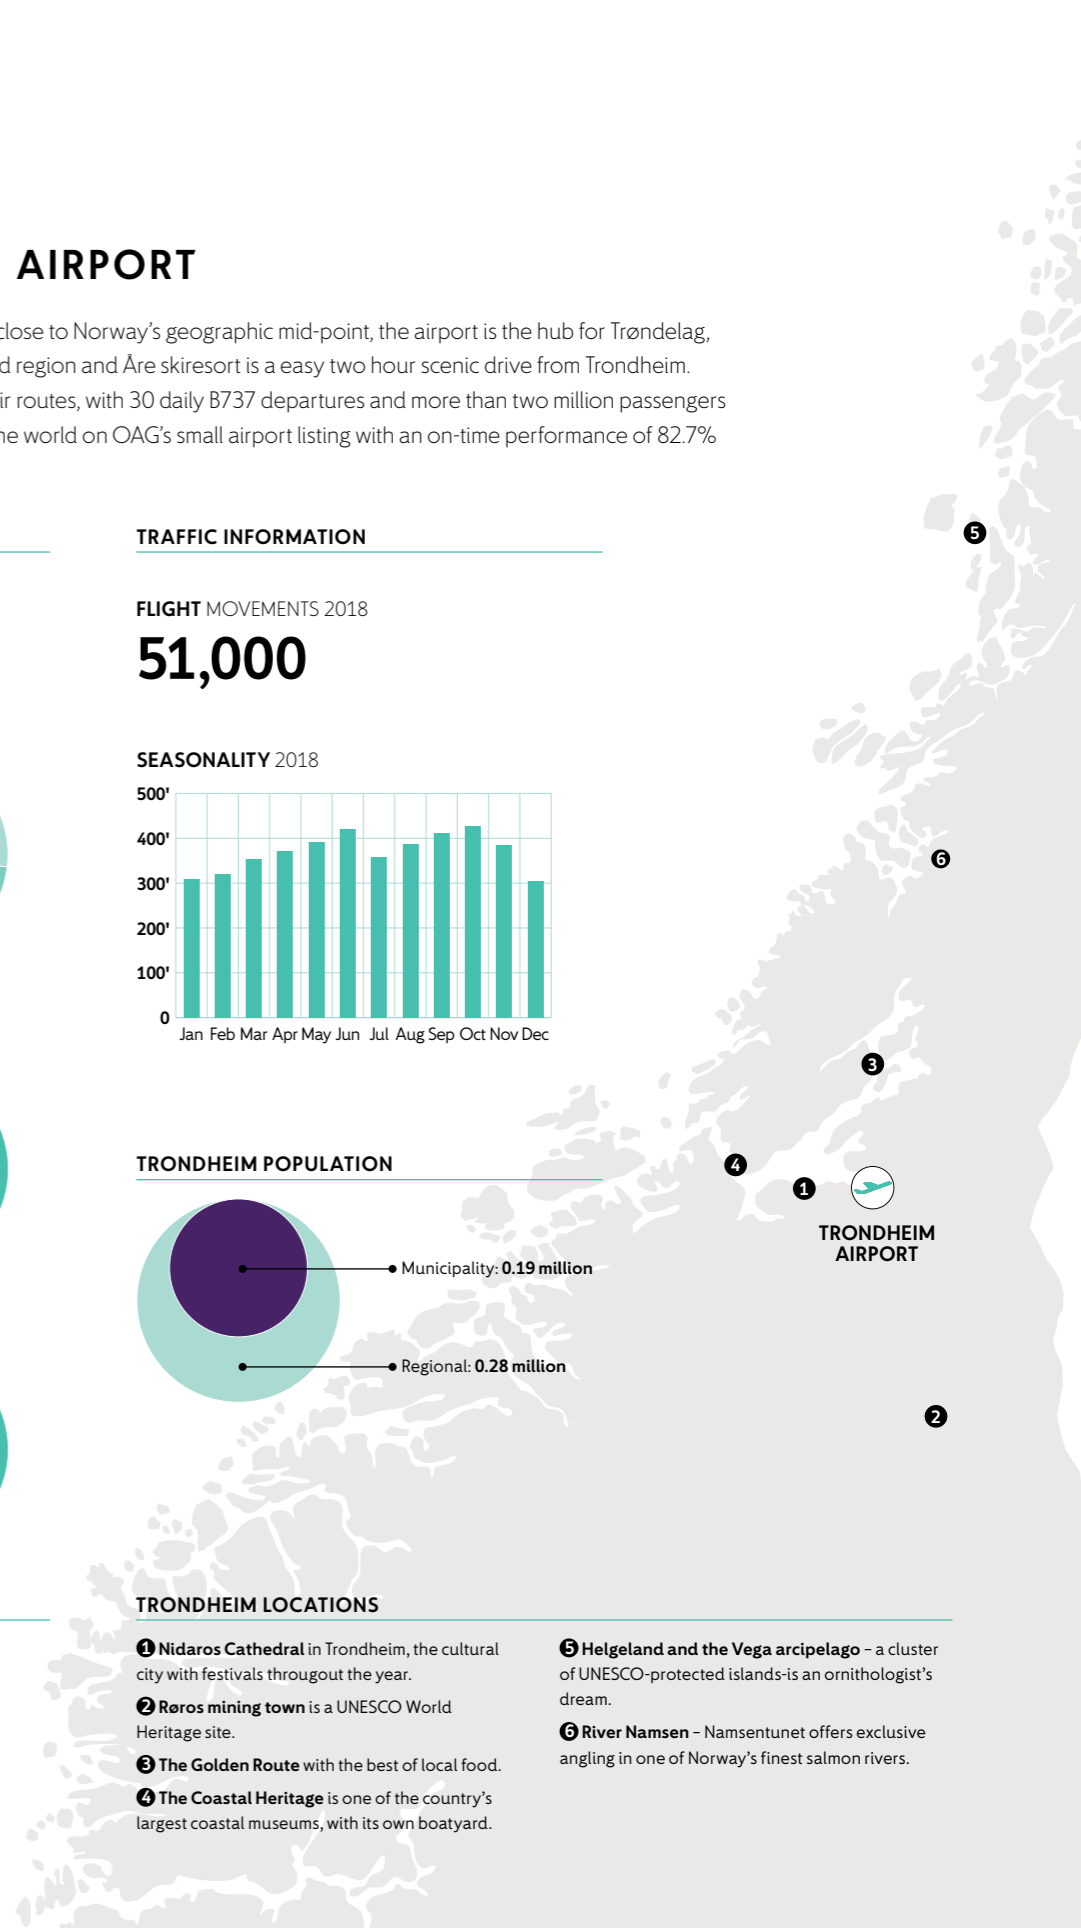 AIRPORT
close to Norway's geographic mid-point, the airport is the hub for Trøndelag,
region and Åre skiresort is a easy two hour scenic drive from Trondheim.
routes, with 30 daily B737 departures and more than two million passengers
world on OAG's small airport listing with an on-time performance of 82.7%
TRAFFIC INFORMATION
FLIGHT MOVEMENTS 2018
51,000
SEASONALITY 2018
500'
400'
300'
200'
100'
0
Jan Feb Mar Apr May Jun Jul Aug Sep Oct Nov Dec
TRONDHEIM POPULATION
Municipality: 0.19 million
Regional: 0.28 million
5
6
3
4
1
TRONDHEIM
AIRPORT
2
TRONDHEIM LOCATIONS
1 Nidaros Cathedral in Trondheim, the cultural
city with festivals througout the year.
2 Røros mining town is a UNESCO World
Heritage site.
3 The Golden Route with the best of local food.
4 The Coastal Heritage is one of the country's
largest coastal museums, with its own boatyard.
5 Helgeland and the Vega arcipelago – a cluster
of UNESCO-protected islands-is an ornithologist's
dream.
6 River Namsen – Namsentunet offers exclusive
angling in one of Norway's finest salmon rivers.